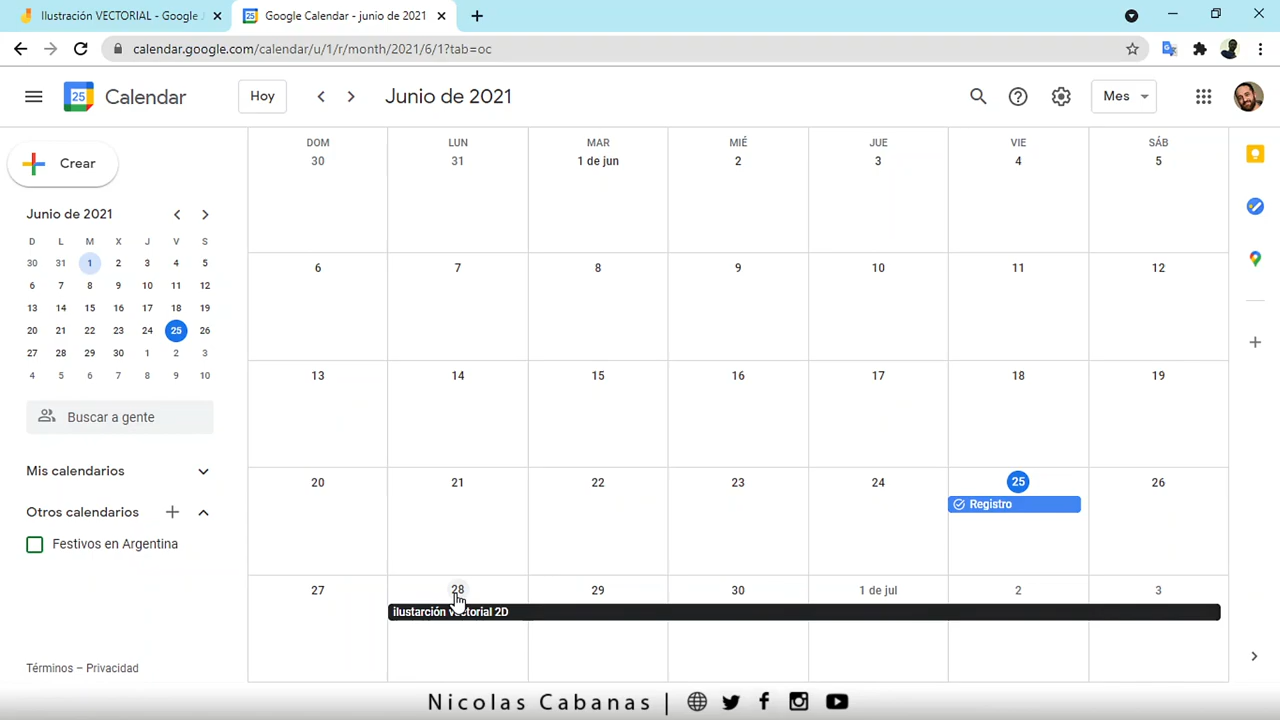 Ilustración VECTORIAL - Google
Google Calendar - junio de 2021
calendar.google.com/calendar/u/1/r/month/2021/6/1?tab=oc
25 Calendar
Hoy
Junio de 2021
Mes
Crear
Junio de 2021
D L M X J V S
30 31 1 2 3 4 5
6 7 8 9 10 11 12
13 14 15 16 17 18 19
20 21 22 23 24 25 26
27 28 29 30 1 2 3
4 5 6 7 8 9 10
Buscar a gente
Mis calendarios
Otros calendarios
Festivos en Argentina
Términos – Privacidad
DOM LUN MAR MIÉ JUE VIE SÁB
30 31 1 de jun 2 3 4 5
6 7 8 9 10 11 12
13 14 15 16 17 18 19
20 21 22 23 24 25 26
Registro
27 28 29 30 1 de jul 2 3
ilustarción vectorial 2D
Nicolas Cabanas |